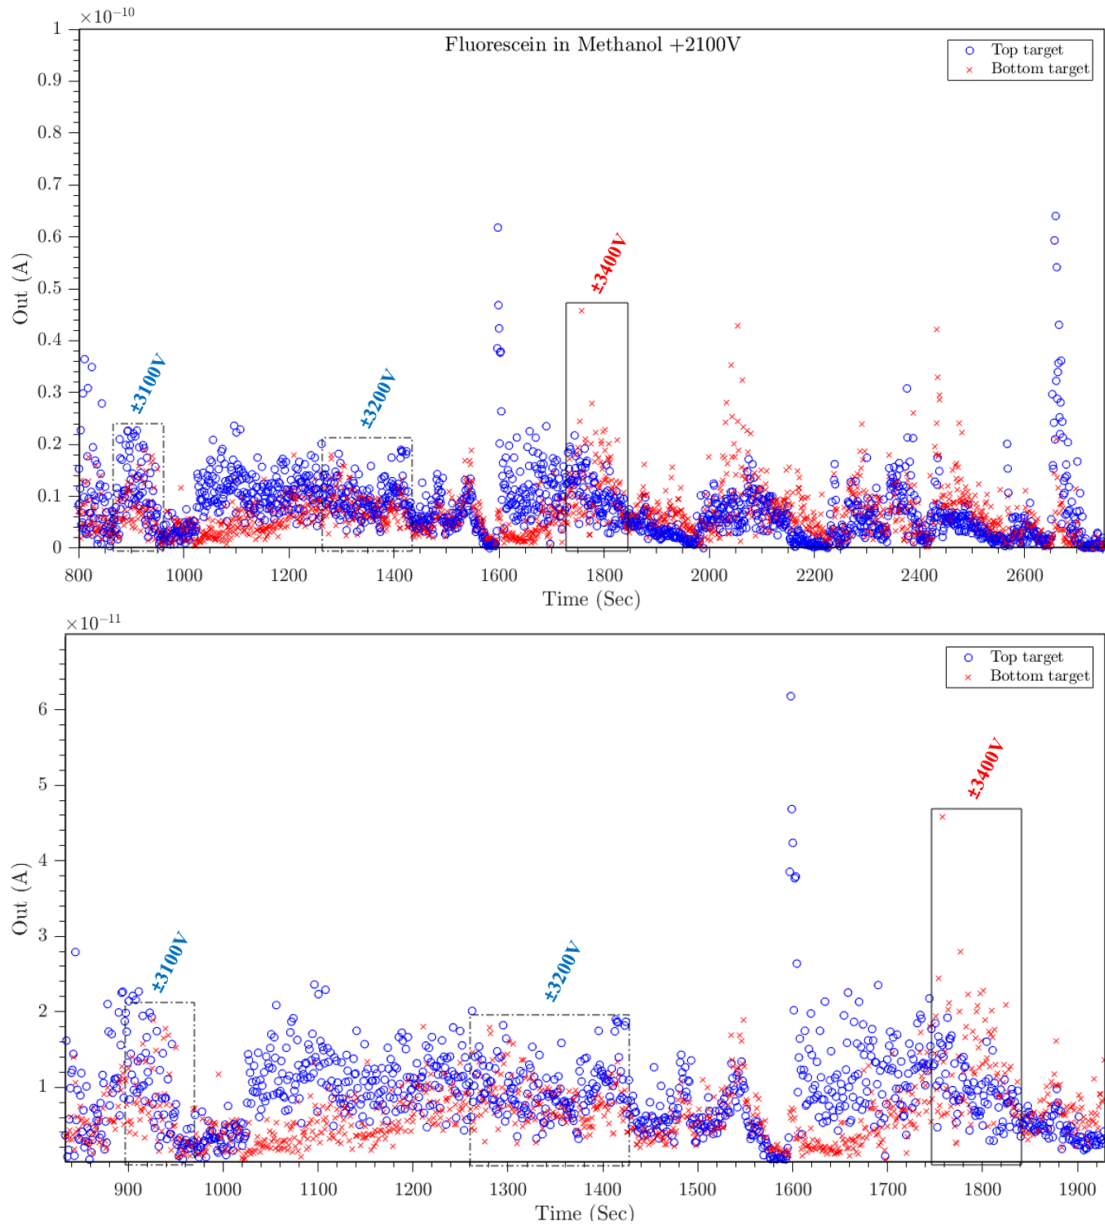 ×10⁻¹⁰
Fluorescein in Methanol +2100V
Top target
Bottom target
1
0.9
0.8
0.7
0.6
0.5
0.4
0.3
0.2
0.1
0
Out (A)
±3100V
±3200V
±3400V
800 1000 1200 1400 1600 1800 2000 2200 2400 2600
Time (Sec)
×10⁻¹¹
Top target
Bottom target
6
5
4
3
2
1
Out (A)
±3100V
±3200V
±3400V
900 1000 1100 1200 1300 1400 1500 1600 1700 1800 1900
Time (Sec)